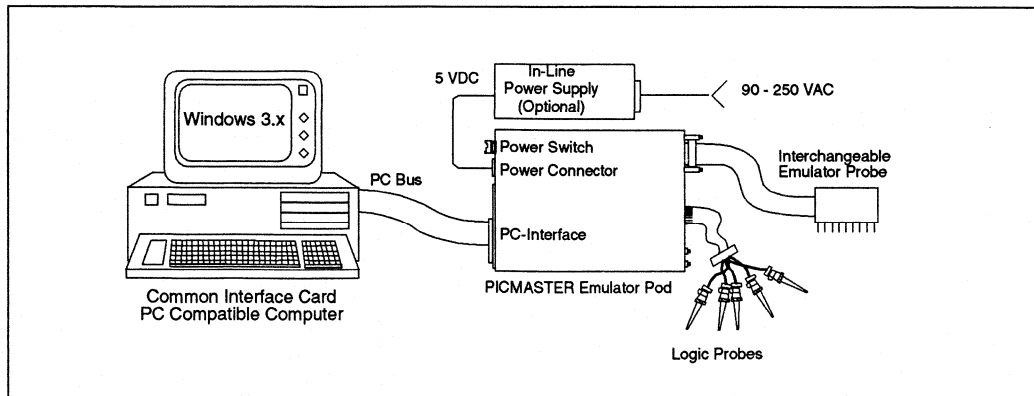 5 VDC
In-Line
Power Supply
(Optional)
90 - 250 VAC
Windows 3.x
Power Switch
Power Connector
PC Bus
PC-Interface
Interchangeable
Emulator Probe
Common Interface Card
PC Compatible Computer
PICMASTER Emulator Pod
Logic Probes